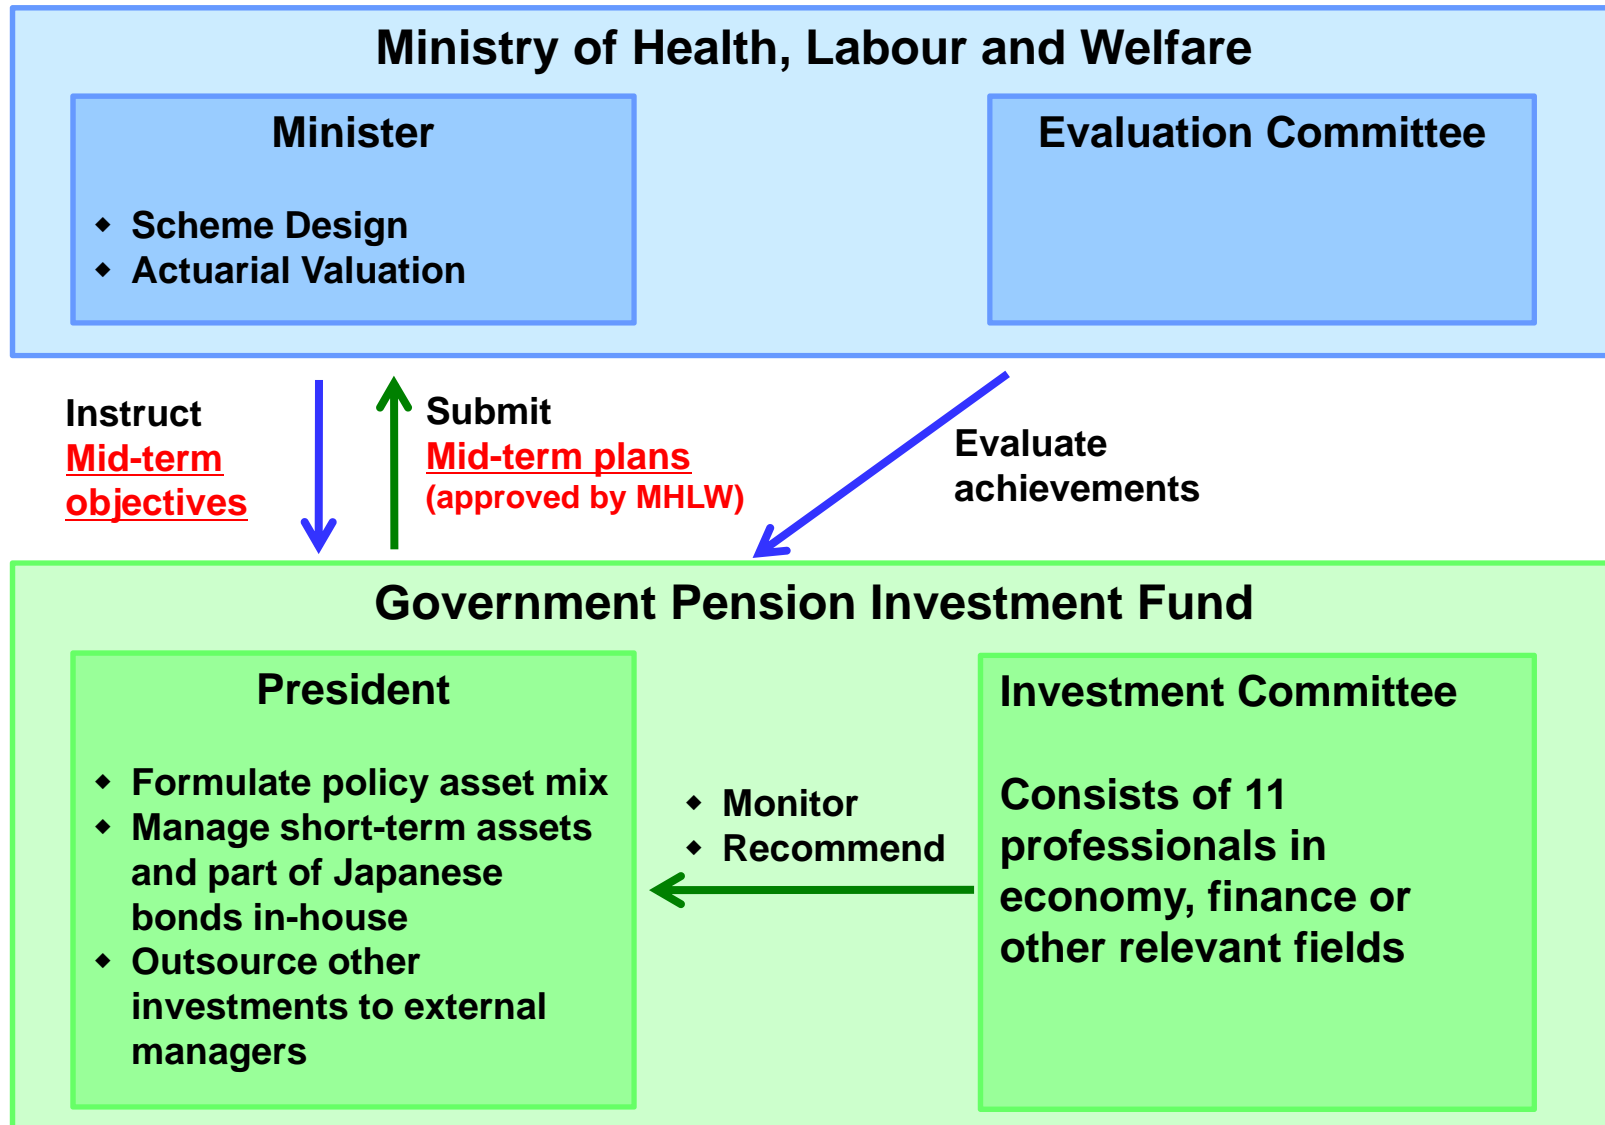 Ministry of Health, Labour and Welfare
Minister
◆ Scheme Design
◆ Actuarial Valuation
Evaluation Committee
Instruct
Mid-term
objectives
Submit
Mid-term plans
(approved by MHLW)
Evaluate
achievements
Government Pension Investment Fund
President
◆ Formulate policy asset mix
◆ Manage short-term assets
and part of Japanese
bonds in-house
◆ Outsource other
investments to external
managers
◆ Monitor
◆ Recommend
Investment Committee
Consists of 11
professionals in
economy, finance or
other relevant fields